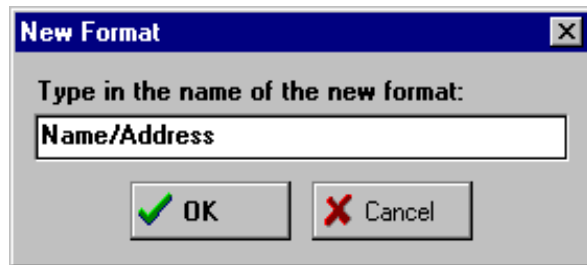 New Format
Type in the name of the new format:
Name/Address
OK
Cancel